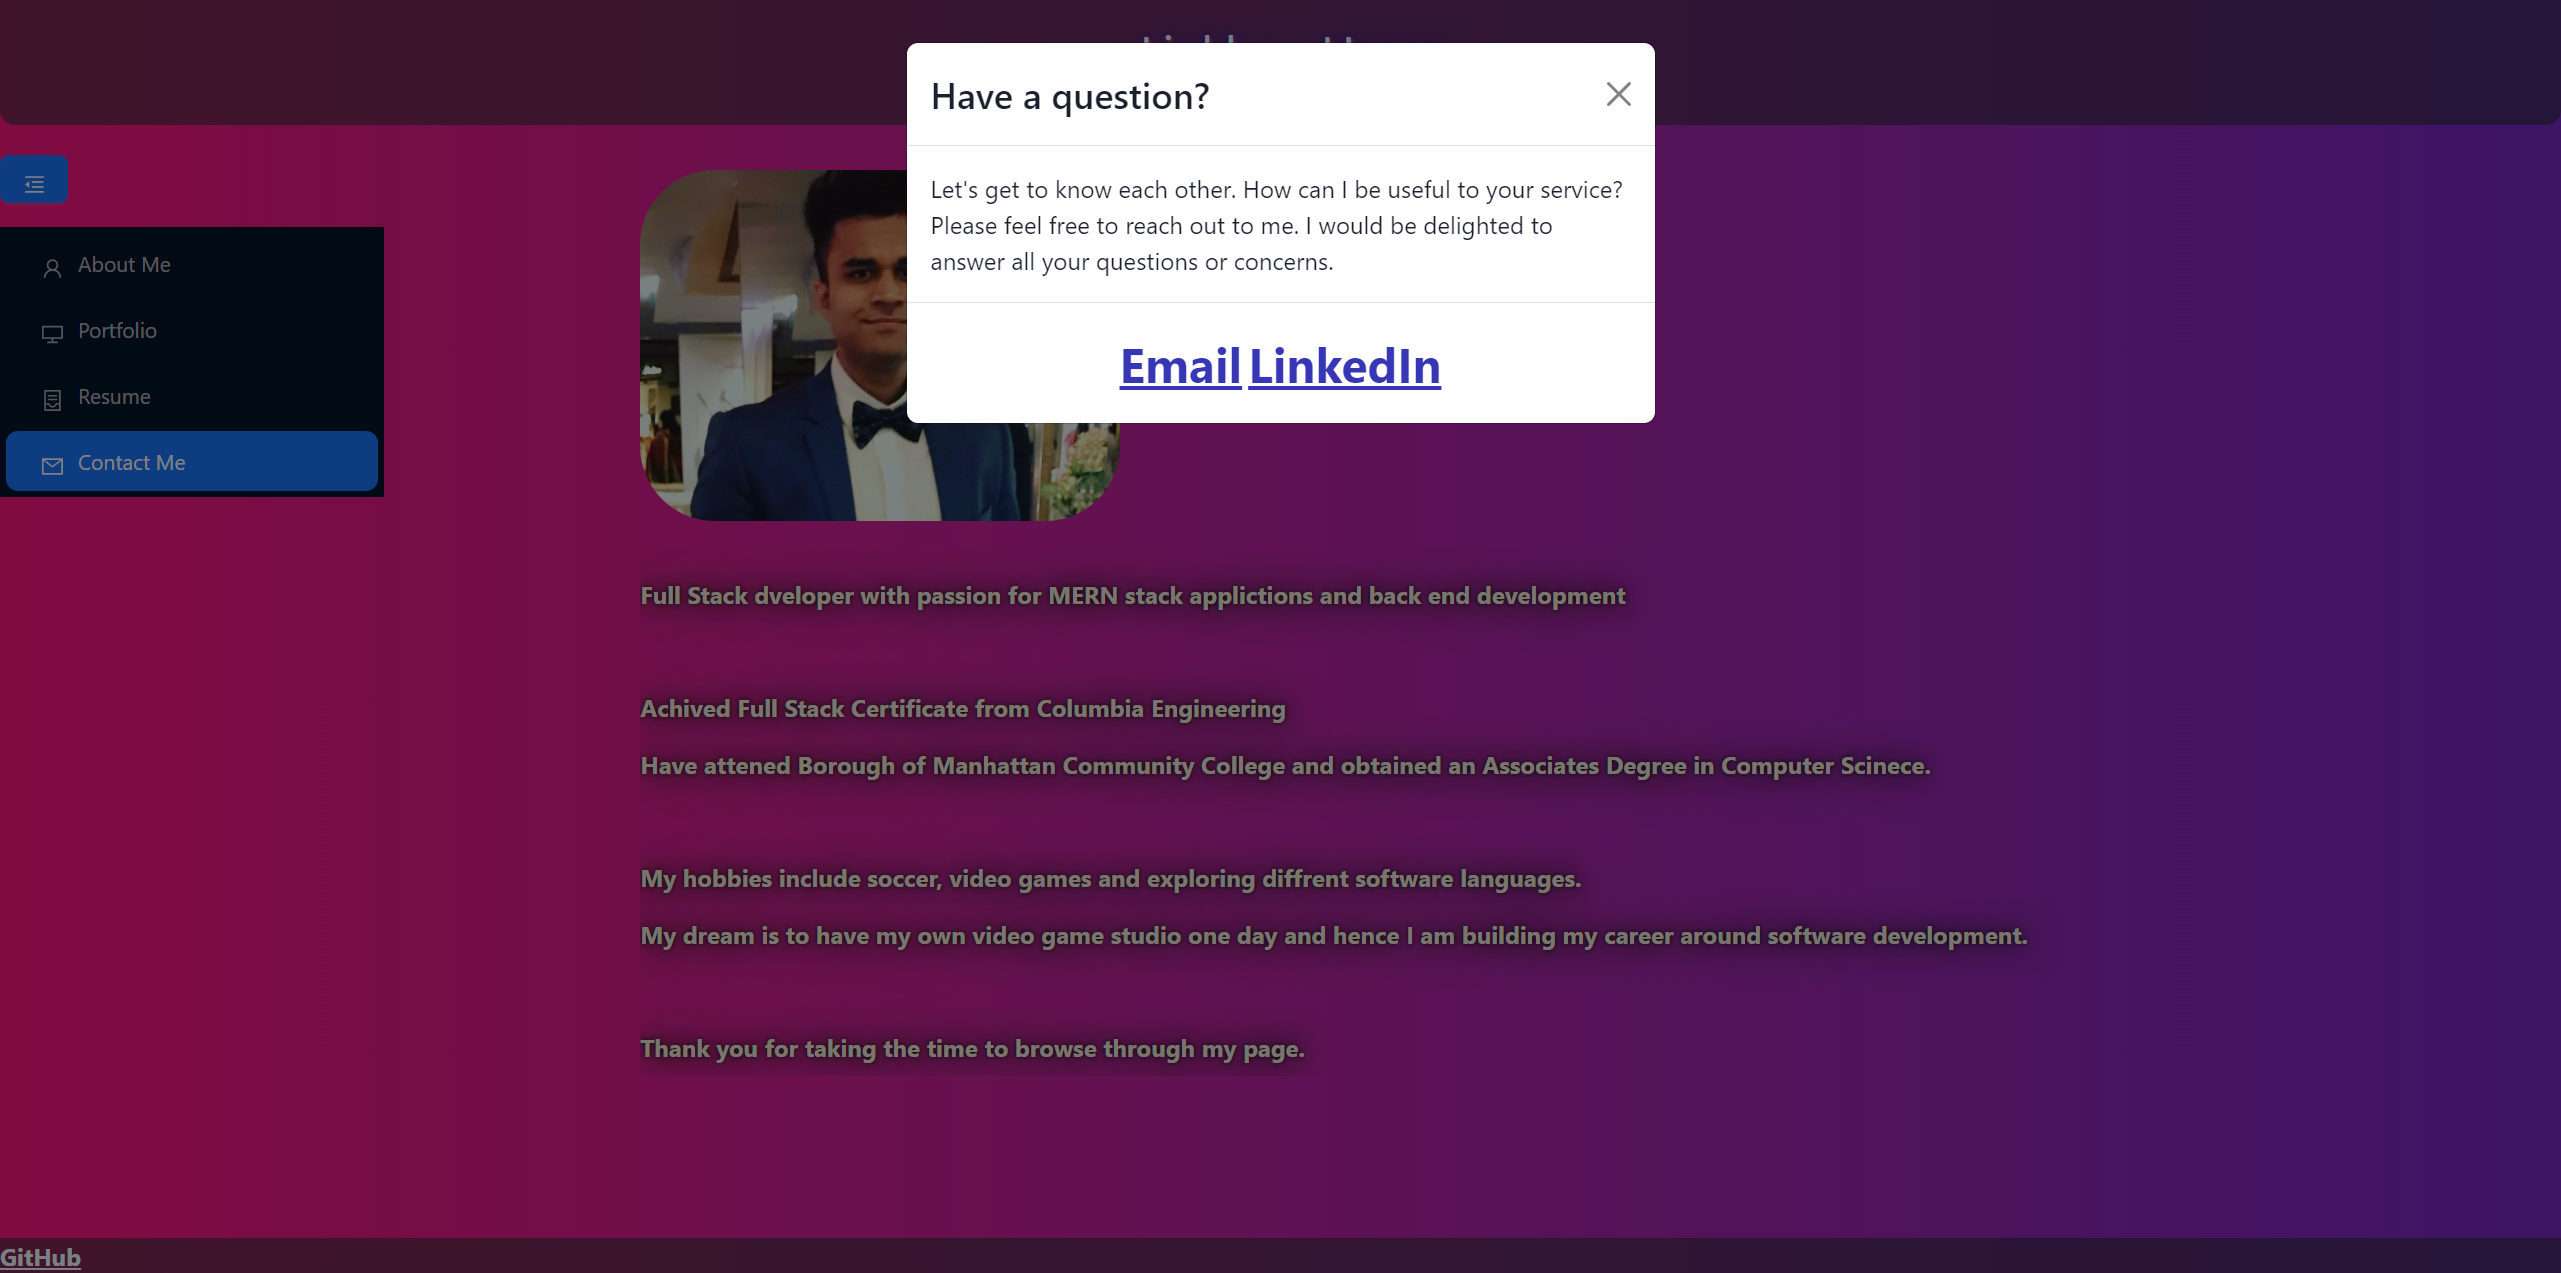 Have a question?
Let's get to know each other. How can I be useful to your service?
Please feel free to reach out to me. I would be delighted to
answer all your questions or concerns.
Email LinkedIn
About Me
Portfolio
Resume
Contact Me
Full Stack dveloper with passion for MERN stack applictions and back end development
Achived Full Stack Certificate from Columbia Engineering
Have attened Borough of Manhattan Community College and obtained an Associates Degree in Computer Scinece.
My hobbies include soccer, video games and exploring diffrent software languages.
My dream is to have my own video game studio one day and hence I am building my career around software development.
Thank you for taking the time to browse through my page.
GitHub